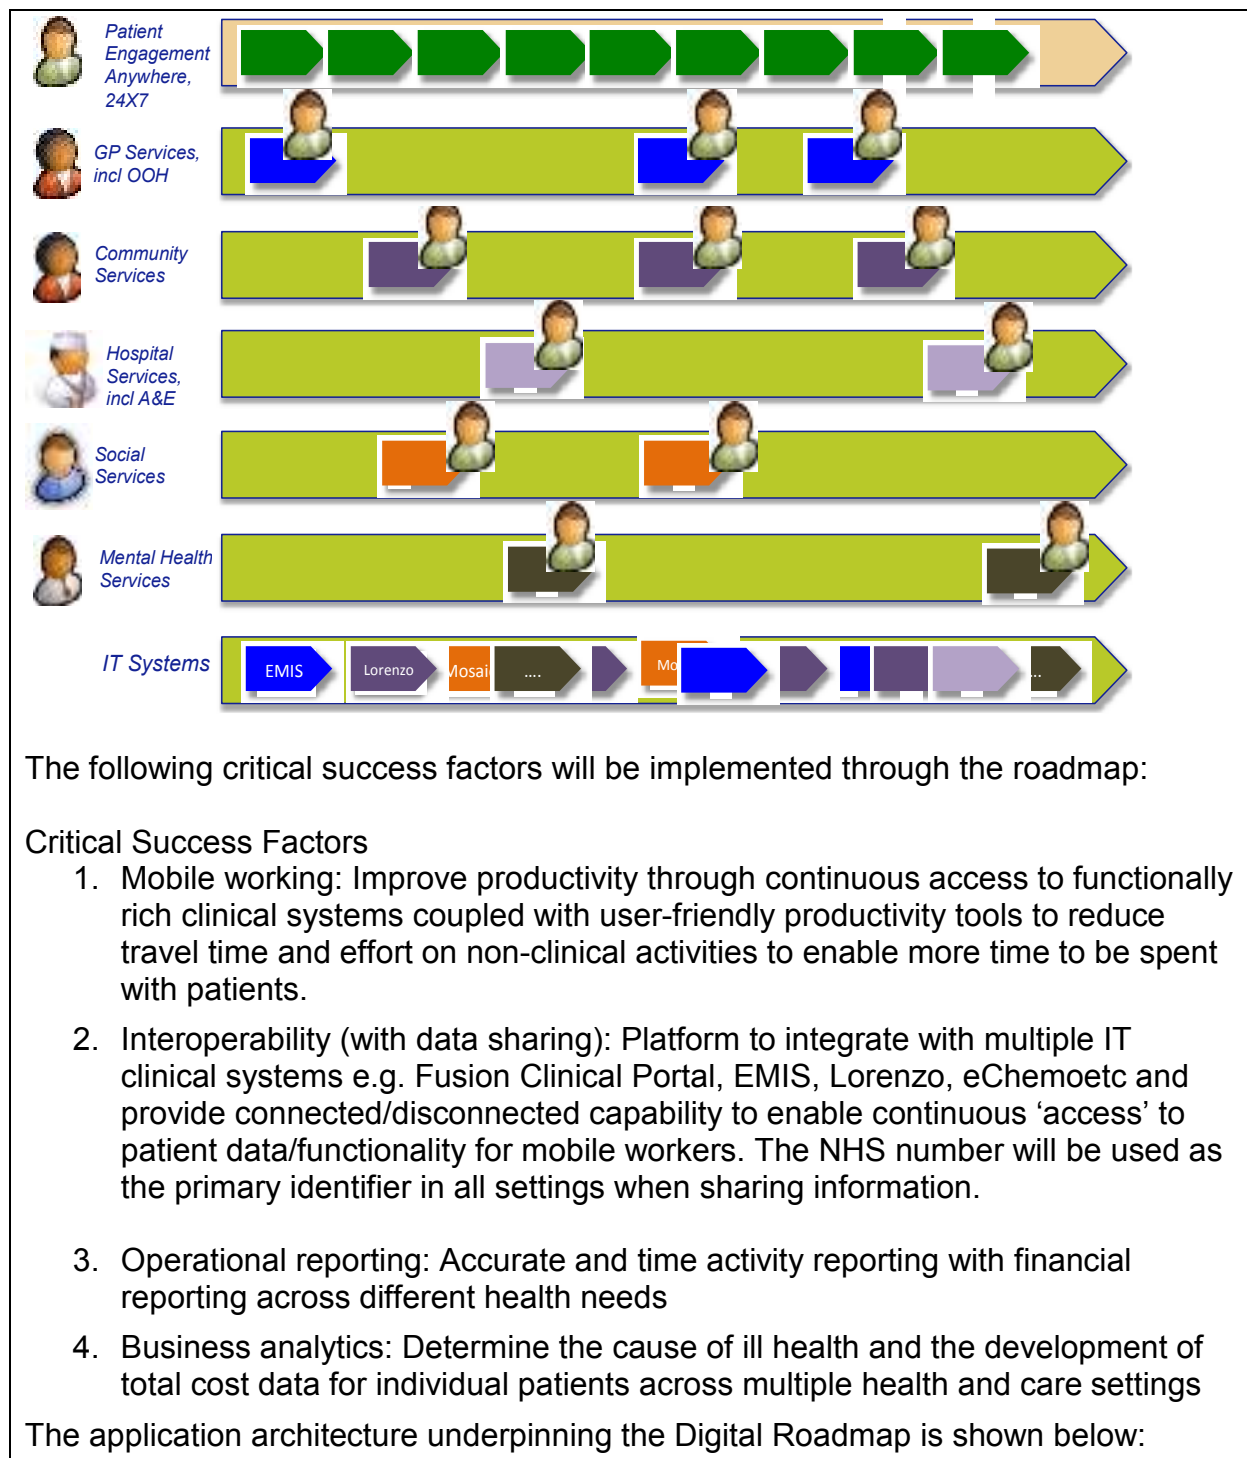 Patient
Engagement
Anywhere,
24X7
GP Services,
incl OOH
Community
Services
Hospital
Services,
incl A&E
Social
Services
Mental Health
Services
IT Systems
EMIS
Lorenzo
Mosai
....
Mo
..
The following critical success factors will be implemented through the roadmap:
Critical Success Factors
1. Mobile working: Improve productivity through continuous access to functionally
rich clinical systems coupled with user-friendly productivity tools to reduce
travel time and effort on non-clinical activities to enable more time to be spent
with patients.
2. Interoperability (with data sharing): Platform to integrate with multiple IT
clinical systems e.g. Fusion Clinical Portal, EMIS, Lorenzo, eChemoetc and
provide connected/disconnected capability to enable continuous ‘access’ to
patient data/functionality for mobile workers. The NHS number will be used as
the primary identifier in all settings when sharing information.
3. Operational reporting: Accurate and time activity reporting with financial
reporting across different health needs
4. Business analytics: Determine the cause of ill health and the development of
total cost data for individual patients across multiple health and care settings
The application architecture underpinning the Digital Roadmap is shown below: